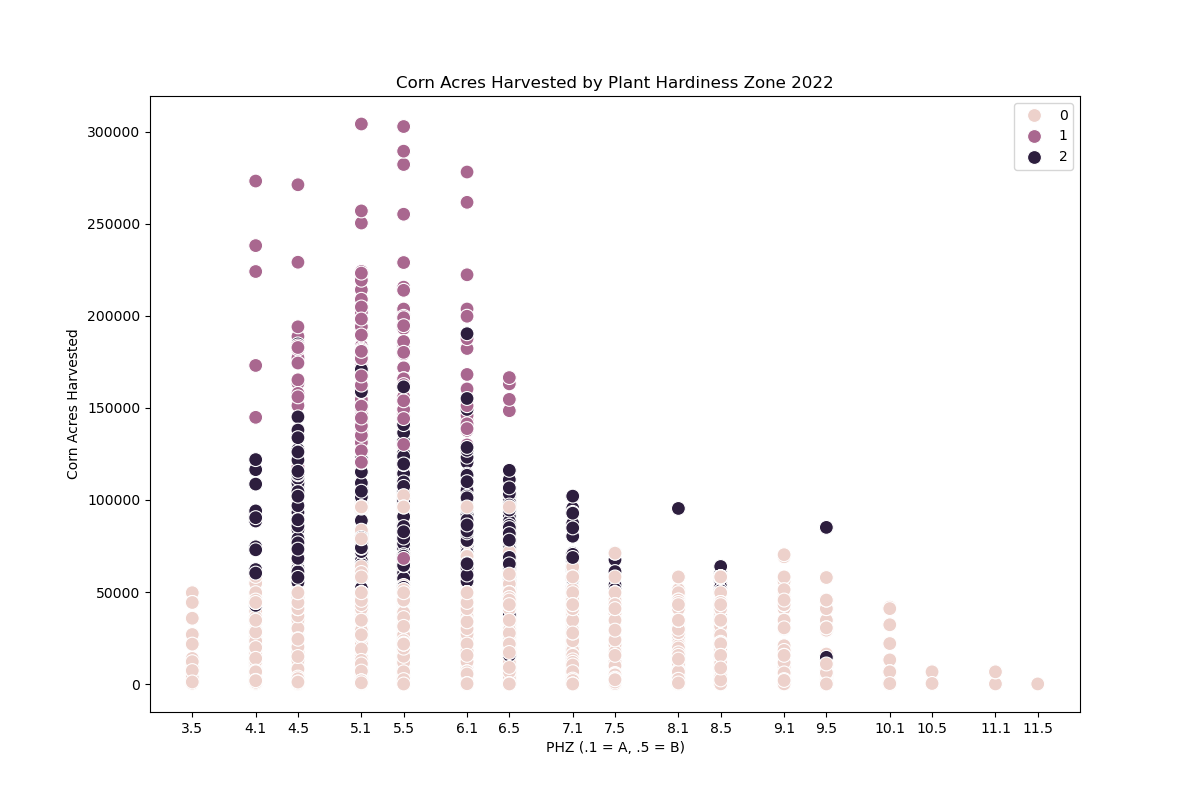 Corn Acres Harvested by Plant Hardiness Zone 2022
0
1
2
300000
250000
200000
150000
100000
50000
0
Corn Acres Harvested
3.5 4.1 4.5 5.1 5.5 6.1 6.5 7.1 7.5 8.1 8.5 9.1 9.5 10.1 10.5 11.1 11.5
PHZ (.1 = A, .5 = B)